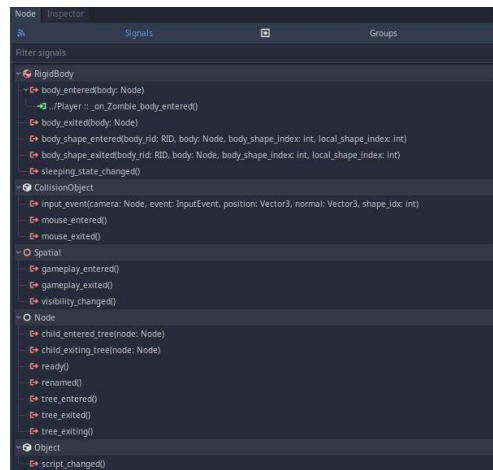 Node Inspector
Signals Groups
Filter signals
RigidBody
body_entered(body: Node)
../Player :: _on_Zombie_body_entered()
body_exited(body: Node)
body_shape_entered(body_rid: RID, body: Node, body_shape_index: int, local_shape_index: int)
body_shape_exited(body_rid: RID, body: Node, body_shape_index: int, local_shape_index: int)
sleeping_state_changed()
CollisionObject
input_event(camera: Node, event: InputEvent, position: Vector3, normal: Vector3, shape_idx: int)
mouse_entered()
mouse_exited()
Spatial
gameplay_entered()
gameplay_exited()
visibility_changed()
Node
child_entered_tree(node: Node)
child_exiting_tree(node: Node)
ready()
renamed()
tree_entered()
tree_exited()
tree_exiting()
Object
script_changed()